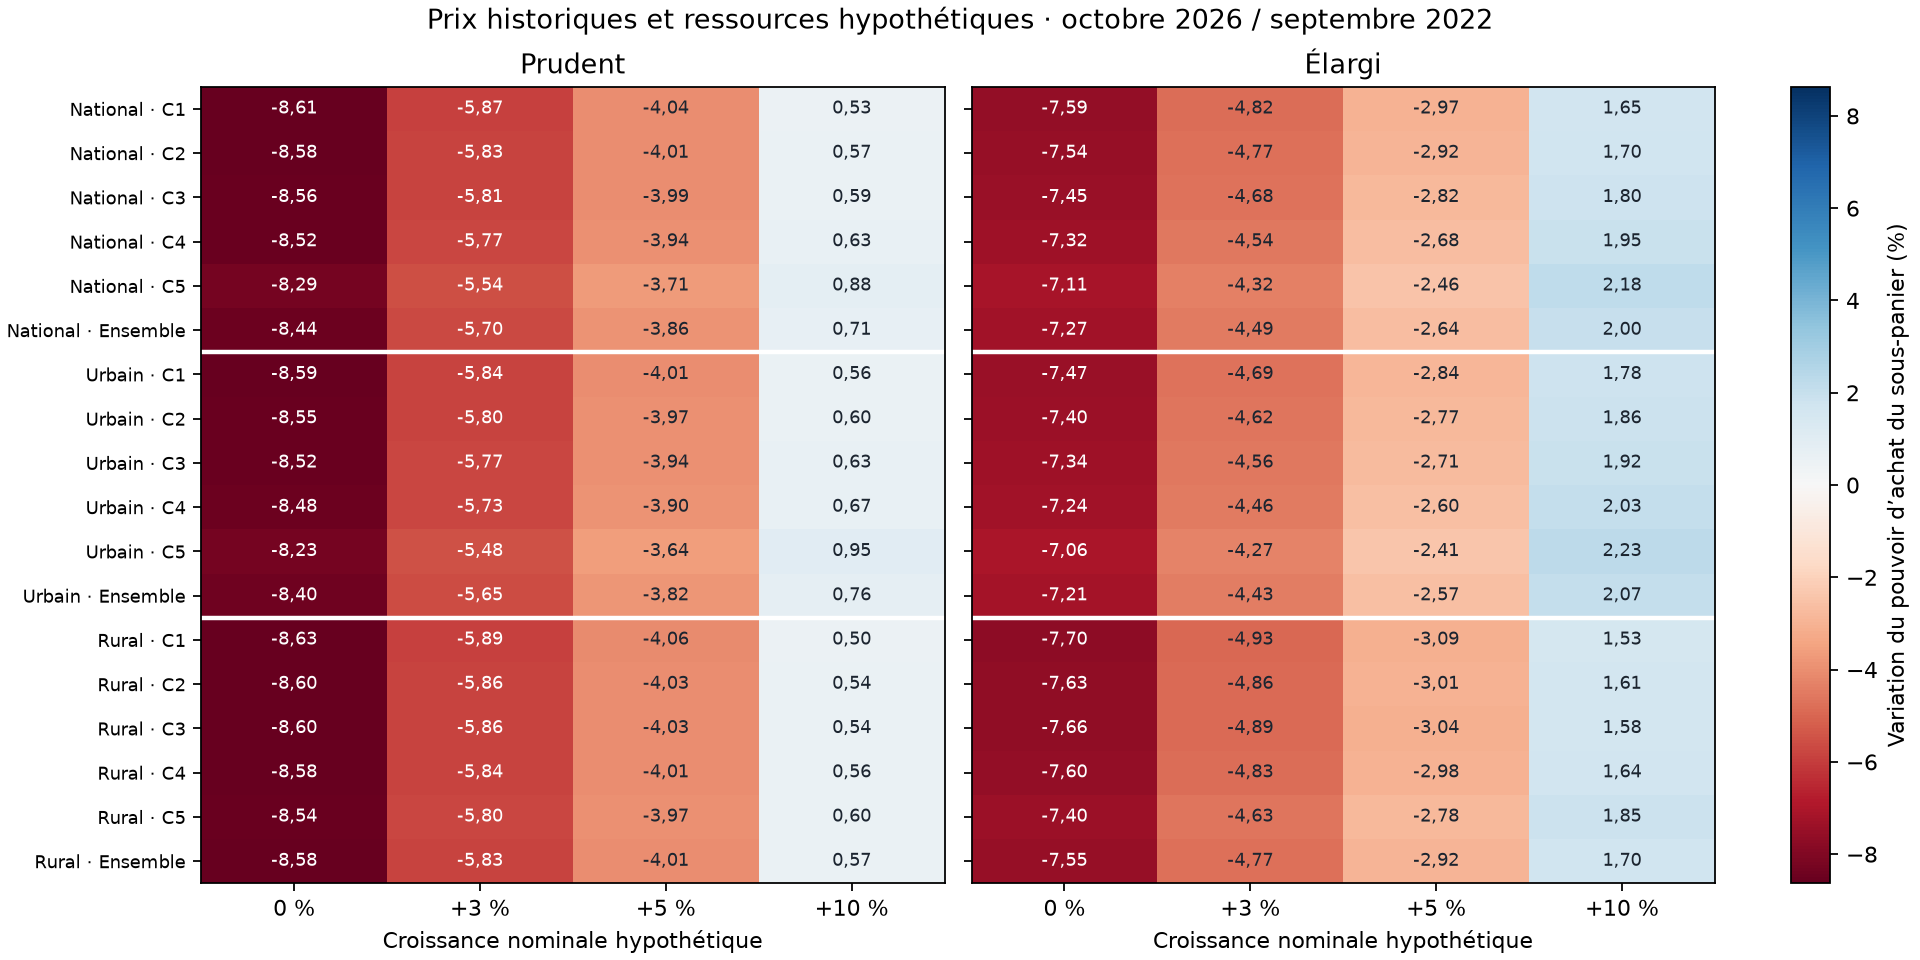 Prix historiques et ressources hypothétiques · octobre 2026 / septembre 2022
Prudent
Élargi
National · C1 -8,61 -5,87 -4,04 0,53 -7,59 -4,82 -2,97 1,65
National · C2 -8,58 -5,83 -4,01 0,57 -7,54 -4,77 -2,92 1,70
National · C3 -8,56 -5,81 -3,99 0,59 -7,45 -4,68 -2,82 1,80
National · C4 -8,52 -5,77 -3,94 0,63 -7,32 -4,54 -2,68 1,95
National · C5 -8,29 -5,54 -3,71 0,88 -7,11 -4,32 -2,46 2,18
National · Ensemble -8,44 -5,70 -3,86 0,71 -7,27 -4,49 -2,64 2,00
Urbain · C1 -8,59 -5,84 -4,01 0,56 -7,47 -4,69 -2,84 1,78
Urbain · C2 -8,55 -5,80 -3,97 0,60 -7,40 -4,62 -2,77 1,86
Urbain · C3 -8,52 -5,77 -3,94 0,63 -7,34 -4,56 -2,71 1,92
Urbain · C4 -8,48 -5,73 -3,90 0,67 -7,24 -4,46 -2,60 2,03
Urbain · C5 -8,23 -5,48 -3,64 0,95 -7,06 -4,27 -2,41 2,23
Urbain · Ensemble -8,40 -5,65 -3,82 0,76 -7,21 -4,43 -2,57 2,07
Rural · C1 -8,63 -5,89 -4,06 0,50 -7,70 -4,93 -3,09 1,53
Rural · C2 -8,60 -5,86 -4,03 0,54 -7,63 -4,86 -3,01 1,61
Rural · C3 -8,60 -5,86 -4,03 0,54 -7,66 -4,89 -3,04 1,58
Rural · C4 -8,58 -5,84 -4,01 0,56 -7,60 -4,83 -2,98 1,64
Rural · C5 -8,54 -5,80 -3,97 0,60 -7,40 -4,63 -2,78 1,85
Rural · Ensemble -8,58 -5,83 -4,01 0,57 -7,55 -4,77 -2,92 1,70
0 % +3 % +5 % +10 % 0 % +3 % +5 % +10 %
Croissance nominale hypothétique
Croissance nominale hypothétique
8
6
4
2
0
−2
−4
−6
−8
Variation du pouvoir d’achat du sous-panier (%)